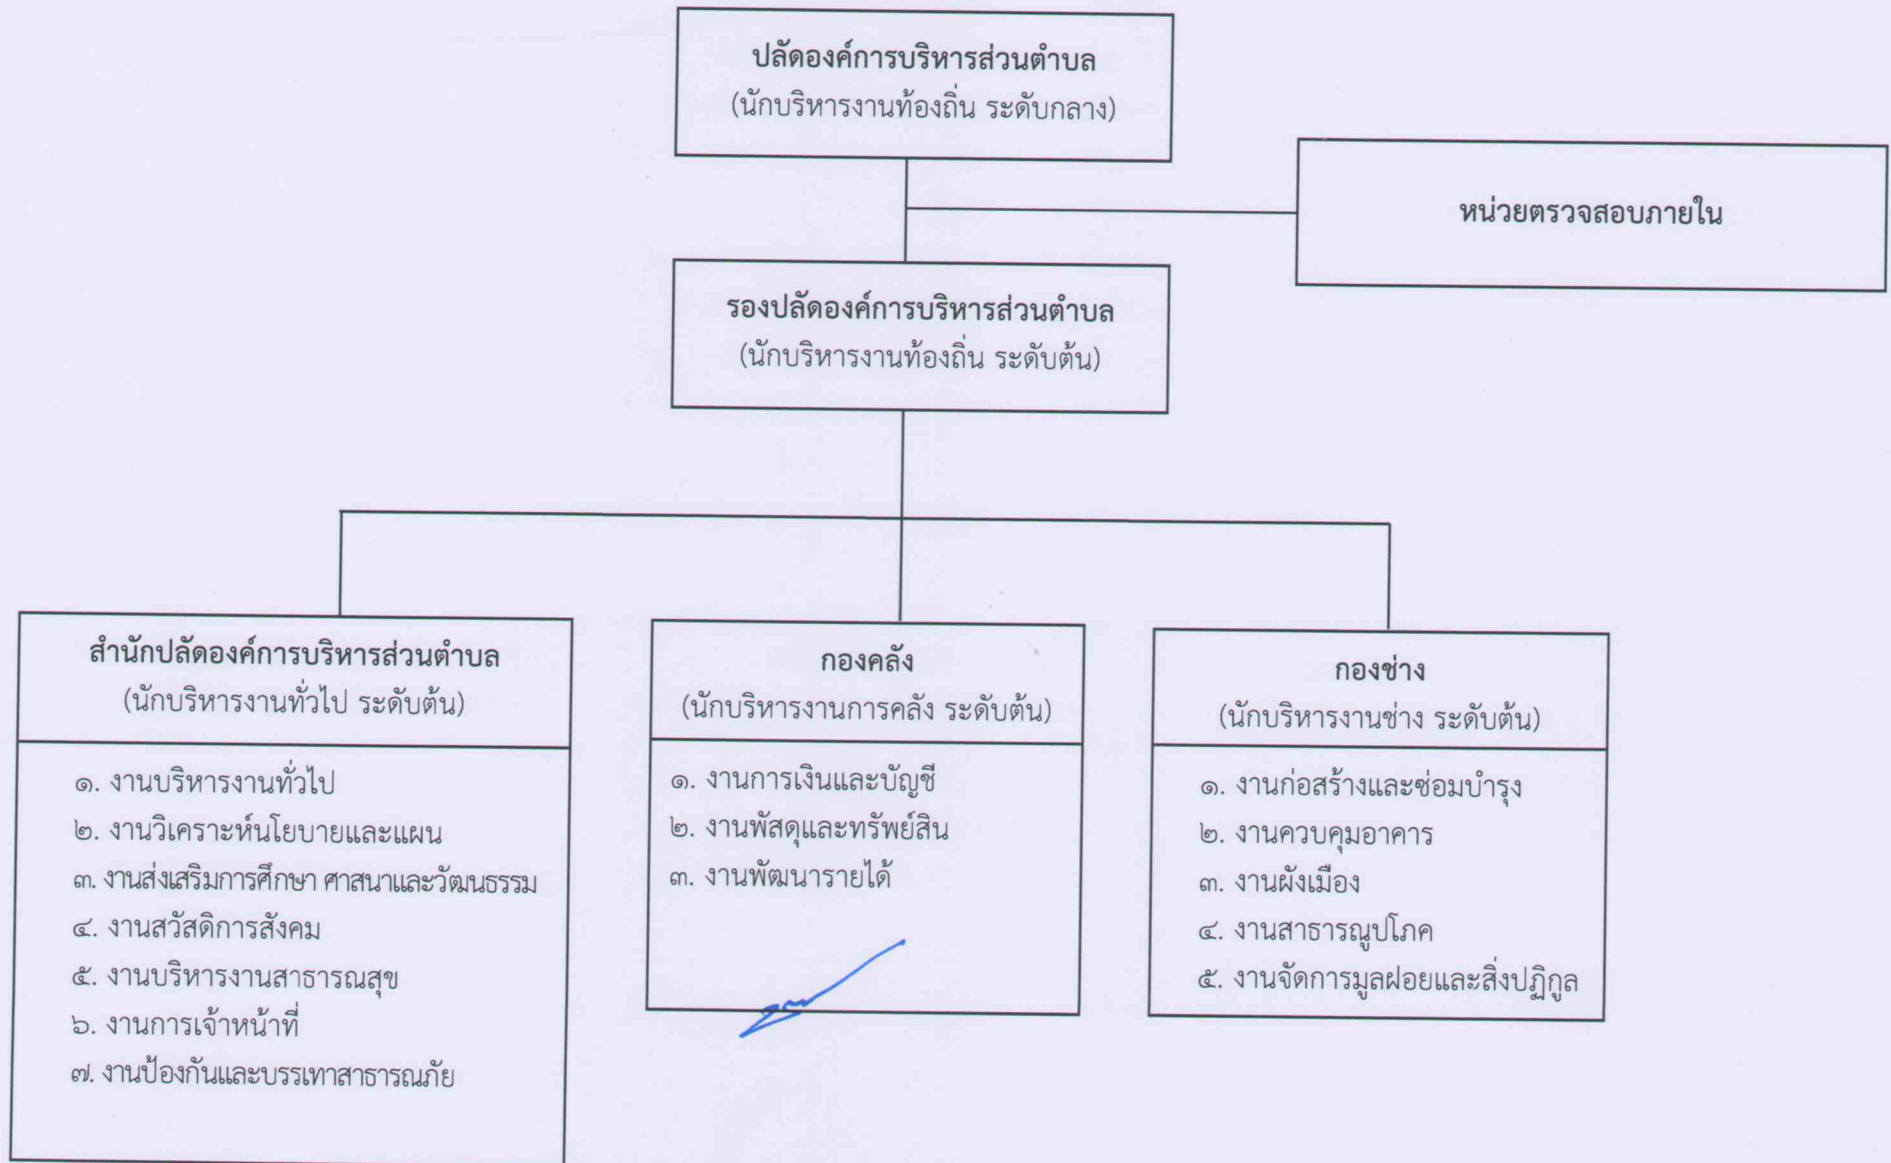 ปลัดองค์การบริหารส่วนตำบล
(นักบริหารงานท้องถิ่น ระดับกลาง)
หน่วยตรวจสอบภายใน
รองปลัดองค์การบริหารส่วนตำบล
(นักบริหารงานท้องถิ่น ระดับต้น)
สำนักปลัดองค์การบริหารส่วนตำบล
(นักบริหารงานทั่วไป ระดับต้น)
๑. งานบริหารงานทั่วไป
๒. งานวิเคราะห์นโยบายและแผน
๓. งานส่งเสริมการศึกษา ศาสนาและวัฒนธรรม
๔. งานสวัสดิการสังคม
๕. งานบริหารงานสาธารณสุข
๖. งานการเจ้าหน้าที่
๗. งานป้องกันและบรรเทาสาธารณภัย
กองคลัง
(นักบริหารงานการคลัง ระดับต้น)
๑. งานการเงินและบัญชี
๒. งานพัสดุและทรัพย์สิน
๓. งานพัฒนารายได้
กองช่าง
(นักบริหารงานช่าง ระดับต้น)
๑. งานก่อสร้างและซ่อมบำรุง
๒. งานควบคุมอาคาร
๓. งานผังเมือง
๔. งานสาธารณูปโภค
๕. งานจัดการมูลฝอยและสิ่งปฏิกูล